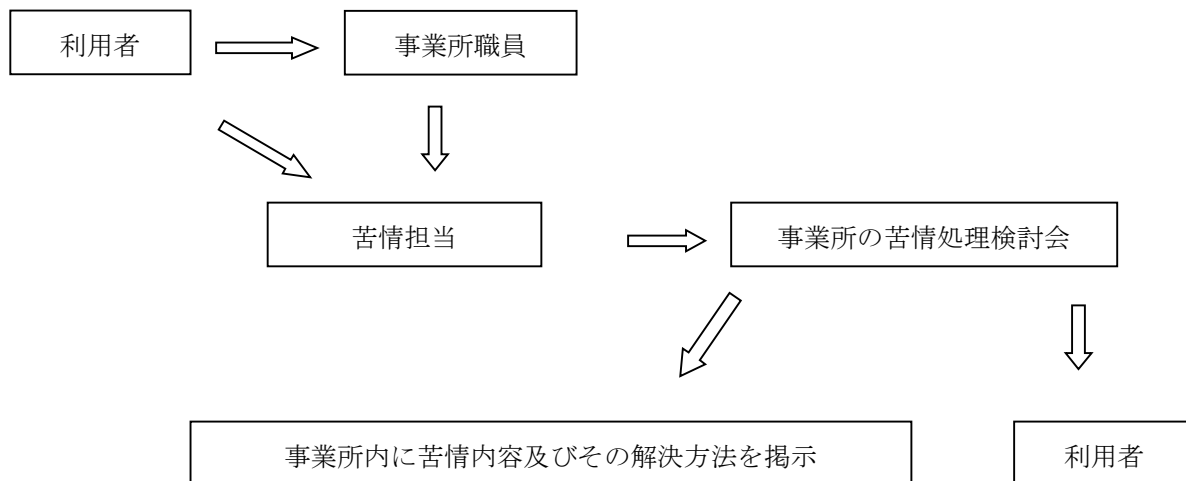 利用者
事業所職員
苦情担当
事業所の苦情処理検討会
事業所内に苦情内容及びその解決方法を掲示
利用者